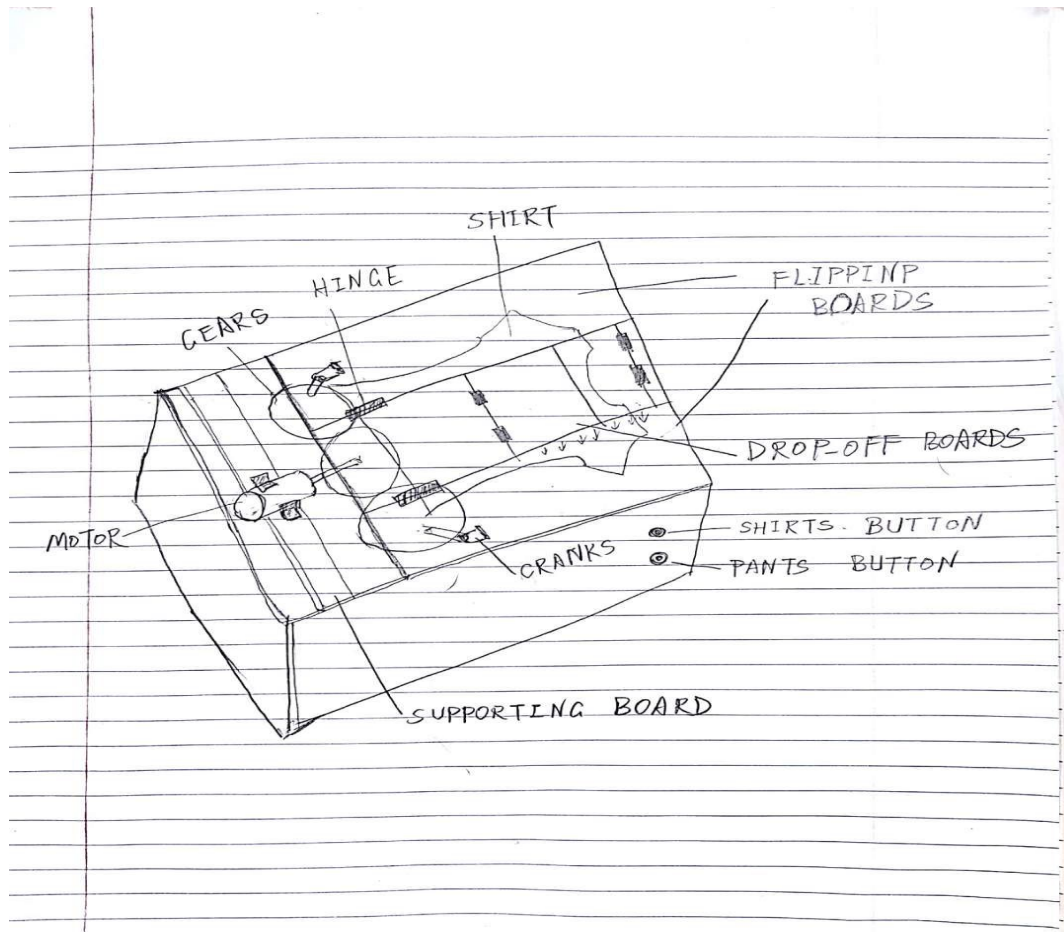 SHIRT
HINGE
GEARS
FLIPPINP
BOARDS
DROP-OFF BOARDS
MOTOR
SHIRTS. BUTTON
CRANKS
PANTS BUTTON
SUPPORTING BOARD